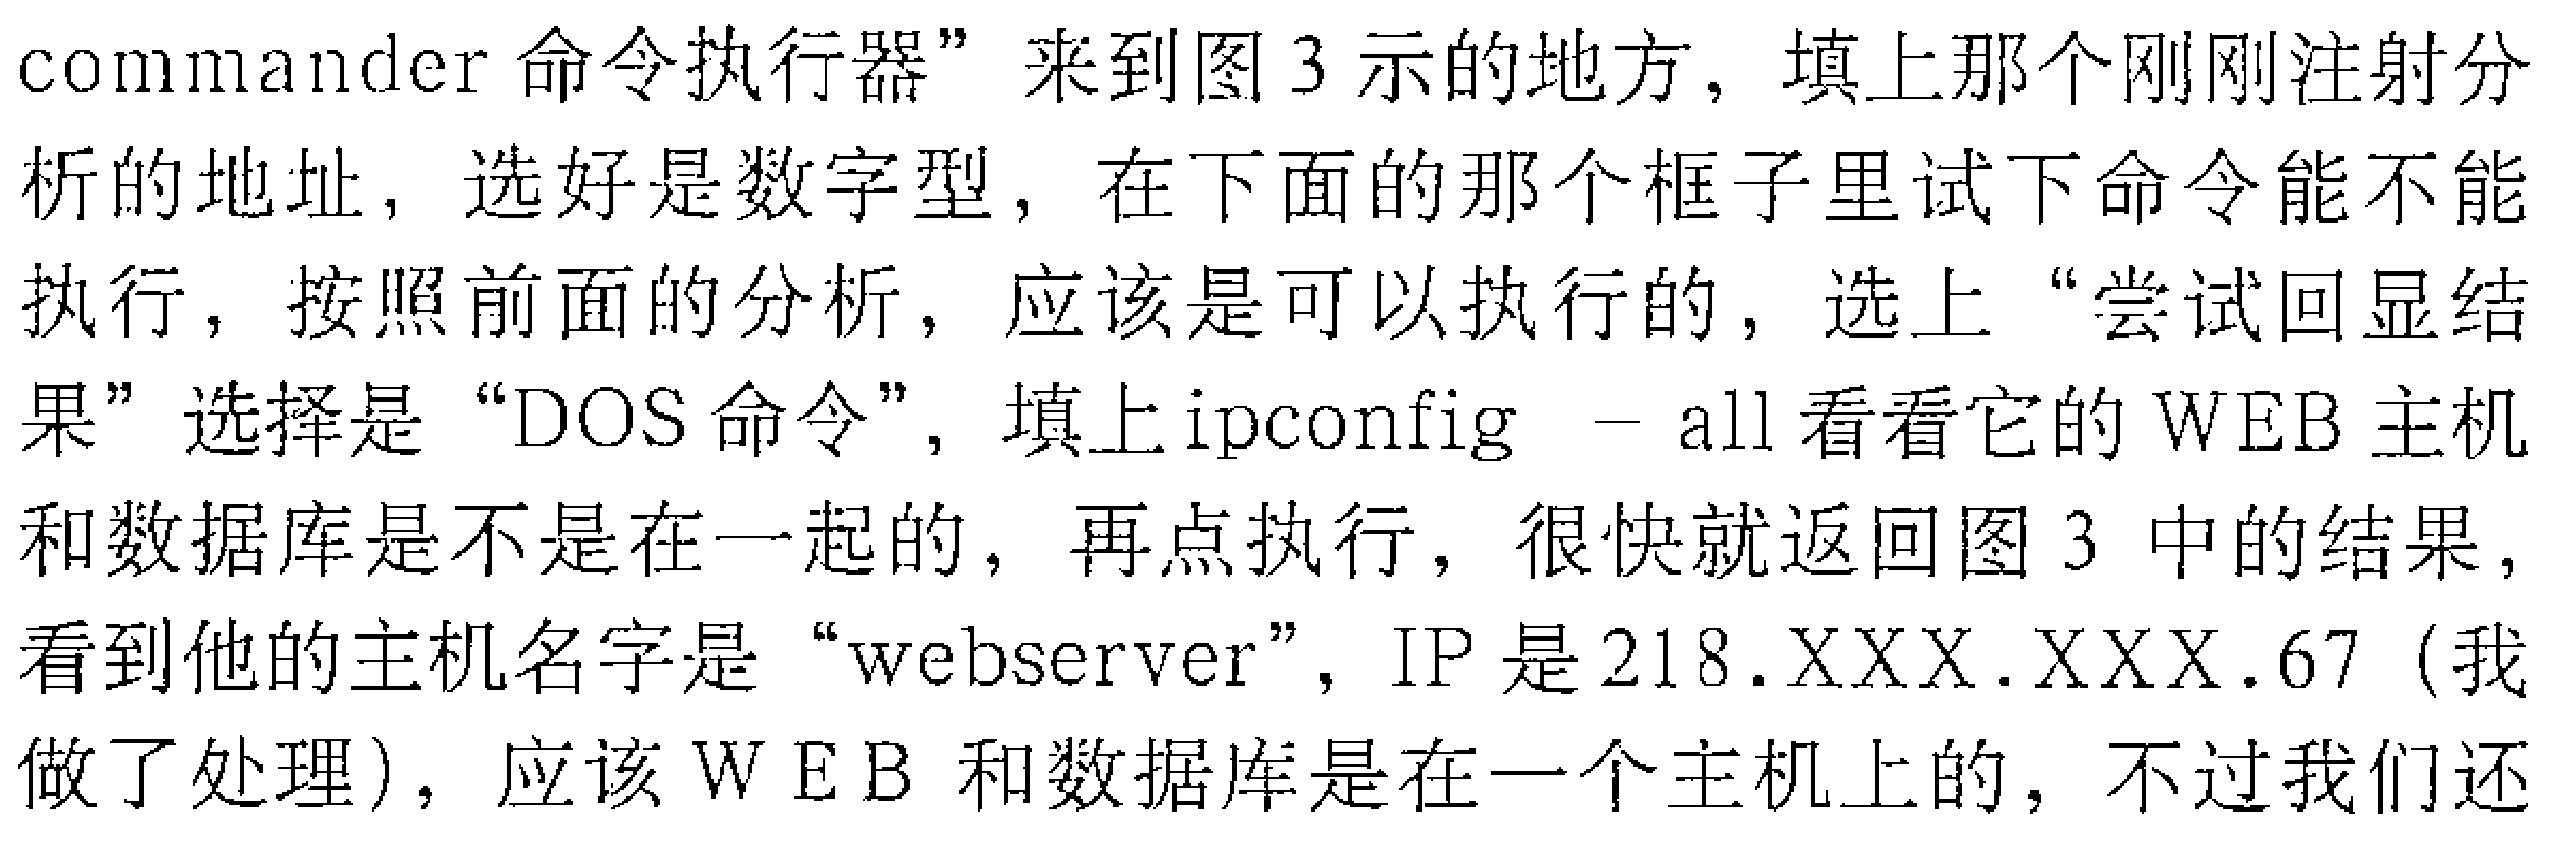 commander 命令执行器” 来到图 3 示的地方，填上那个刚刚注射分
析的地址，选好是数字型，在下面的那个框子里试下命令能不能
执行，按照前面的分析，应该是可以执行的，选上 “尝试回显结
果” 选择是 “DOS 命令”，填上 ipconfig – all 看看它的 WEB 主机
和数据库是不是在一起的，再点执行，很快就返回图 3 中的结果，
看到他的主机名字是 “webserver”，IP 是 218.XXX.XXX.67（我
做了处理），应该 WEB 和数据库是在一个主机上的，不过我们还